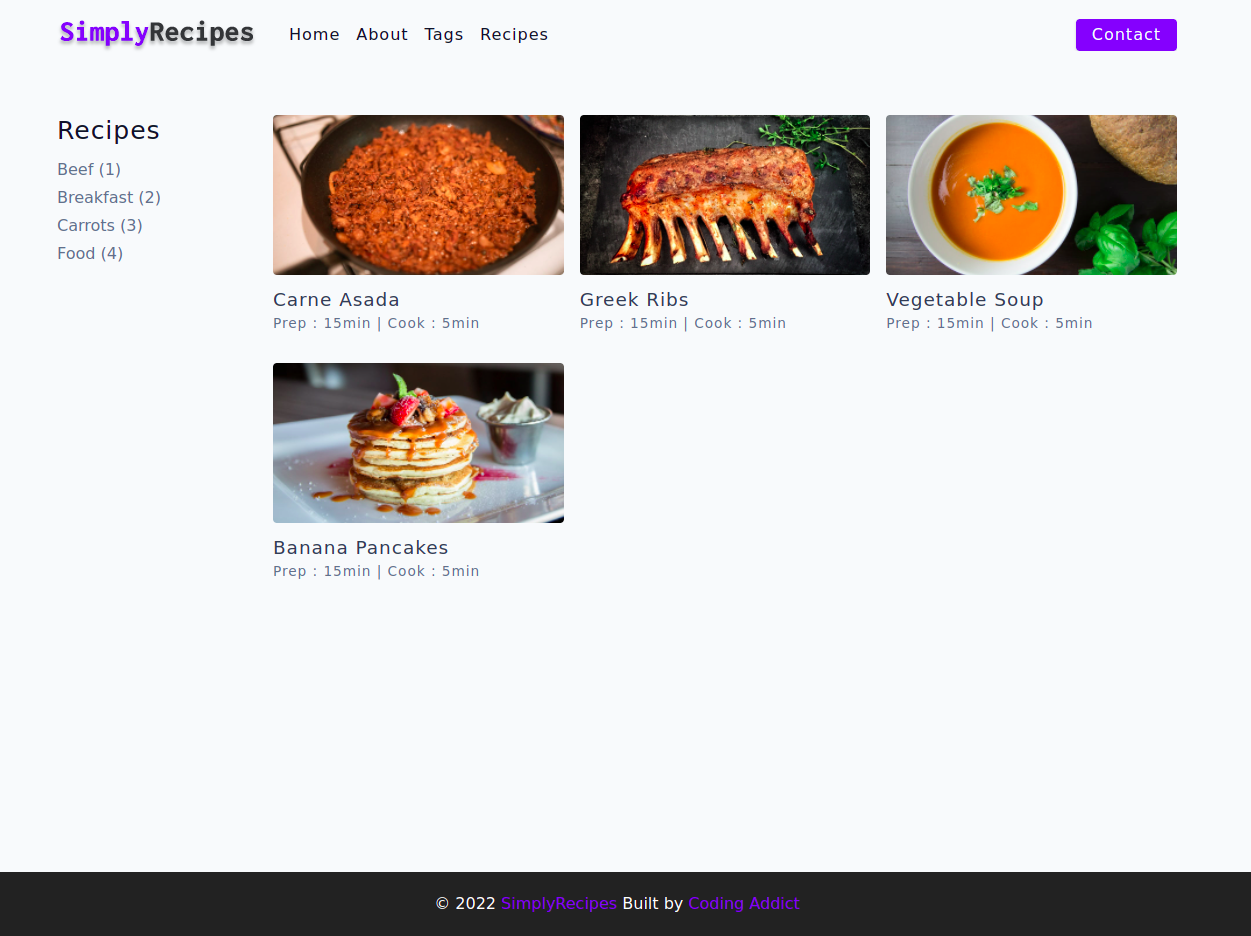 SimplyRecipes
Home About Tags Recipes
Contact
Recipes
Beef (1)
Breakfast (2)
Carrots (3)
Food (4)
Carne Asada
Prep : 15min | Cook : 5min
Greek Ribs
Prep : 15min | Cook : 5min
Vegetable Soup
Prep : 15min | Cook : 5min
Banana Pancakes
Prep : 15min | Cook : 5min
© 2022 SimplyRecipes Built by Coding Addict